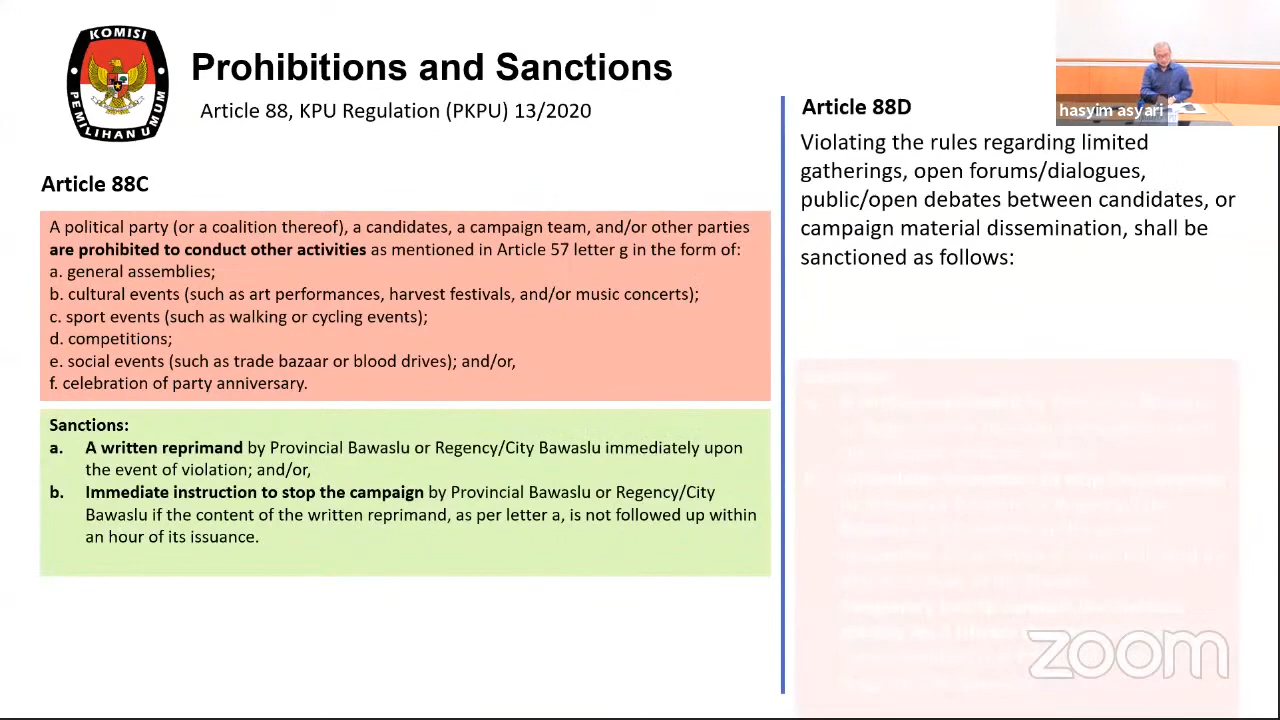 KOMISI
PEMILIHAN UMUM
Prohibitions and Sanctions
Article 88, KPU Regulation (PKPU) 13/2020
Article 88C
A political party (or a coalition thereof), a candidates, a campaign team, and/or other parties
are prohibited to conduct other activities as mentioned in Article 57 letter g in the form of:
a. general assemblies;
b. cultural events (such as art performances, harvest festivals, and/or music concerts);
c. sport events (such as walking or cycling events);
d. competitions;
e. social events (such as trade bazaar or blood drives); and/or,
f. celebration of party anniversary.
Sanctions:
a. A written reprimand by Provincial Bawaslu or Regency/City Bawaslu immediately upon
the event of violation; and/or,
b. Immediate instruction to stop the campaign by Provincial Bawaslu or Regency/City
Bawaslu if the content of the written reprimand, as per letter a, is not followed up within
an hour of its issuance.
hasyim asyari
Article 88D
Violating the rules regarding limited
gatherings, open forums/dialogues,
public/open debates between candidates, or
campaign material dissemination, shall be
sanctioned as follows:
zoom